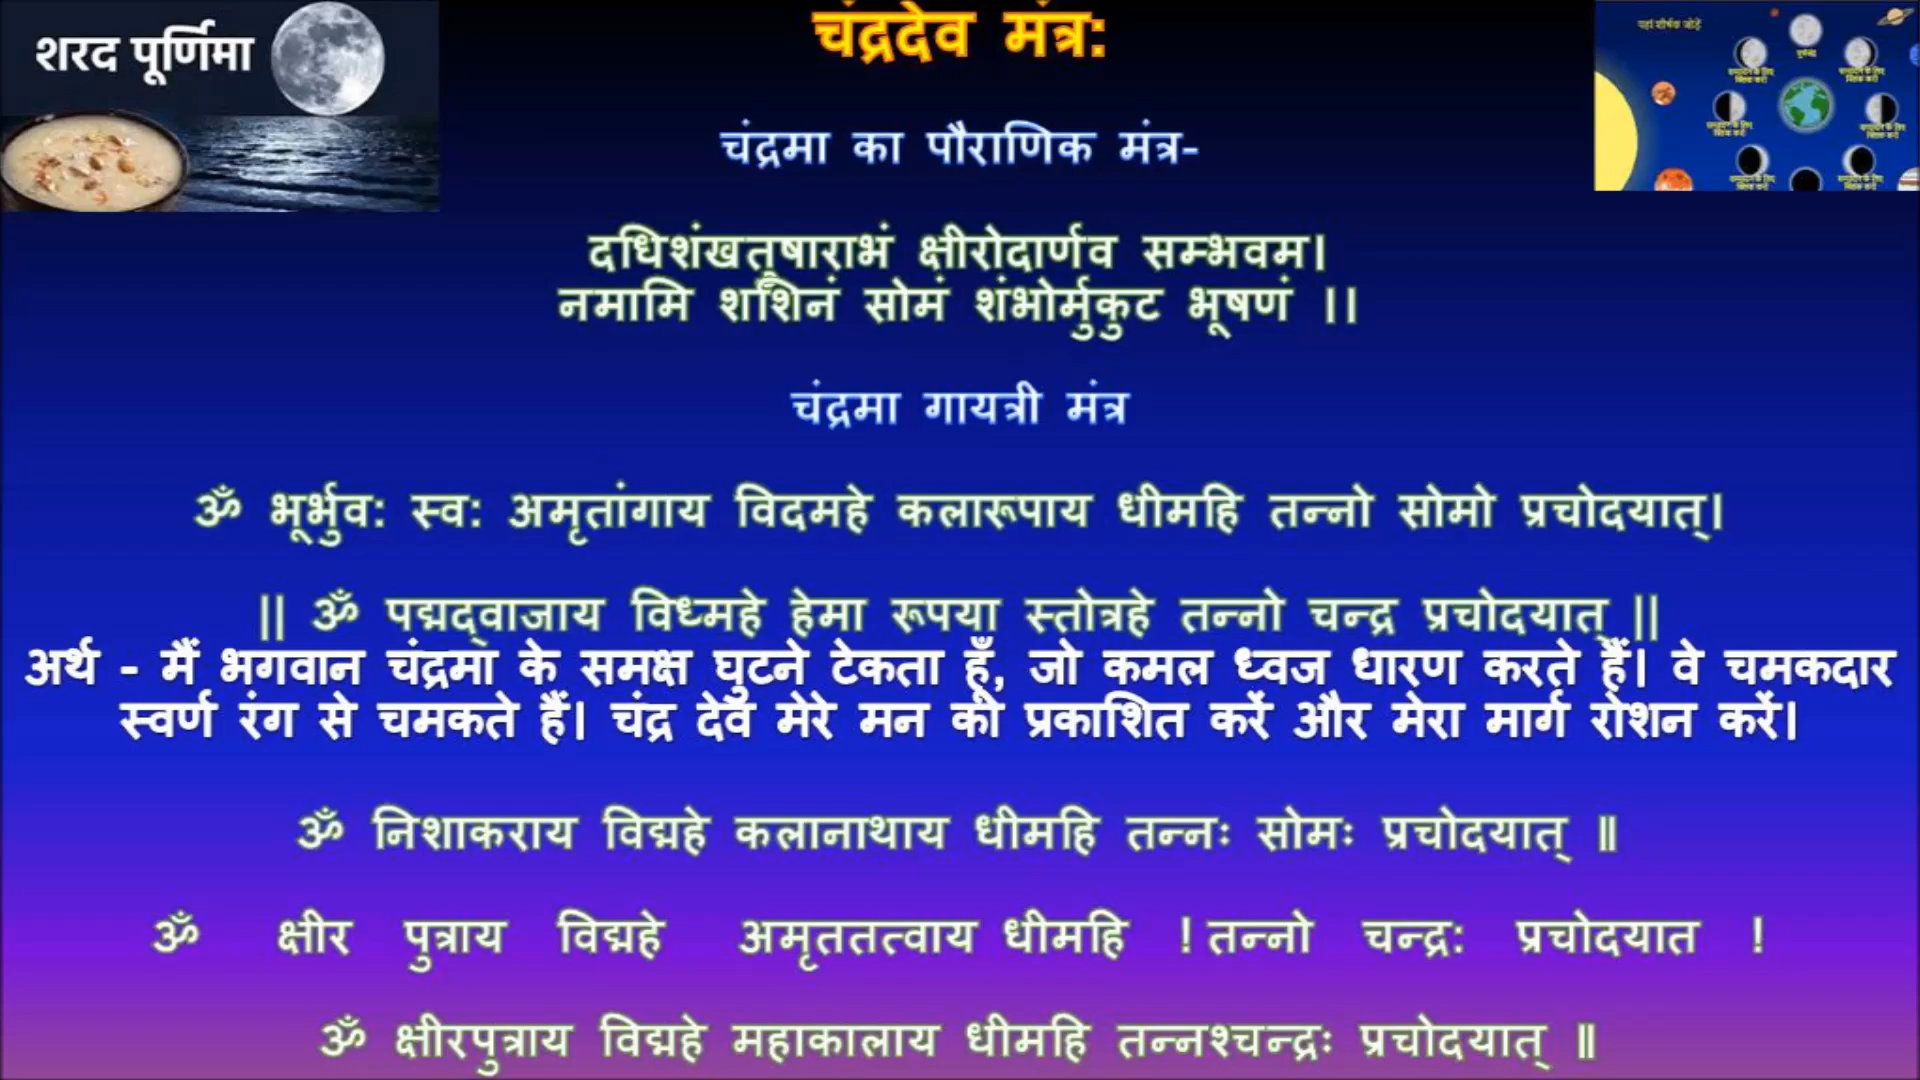 शरद पूर्णिमा
चंद्रदेव मंत्र:
यहां शीर्षक जोड़ें
चंद्रमा का पौराणिक मंत्र-
दधिशंखतुषाराभं क्षीरोदार्णव सम्भवम।
नमामि शशिनं सोमं शंभोर्मुकुट भूषणं ।।
चंद्रमा गायत्री मंत्र
ॐ भूर्भुव: स्व: अमृतांगाय विदमहे कलारूपाय धीमहि तन्नो सोमो प्रचोदयात्।
|| ॐ पद्मद्वाजाय विध्महे हेमा रूपया स्तोत्रहे तन्नो चन्द्र प्रचोदयात् ||
अर्थ - मैं भगवान चंद्रमा के समक्ष घुटने टेकता हूँ, जो कमल ध्वज धारण करते हैं। वे चमकदार
स्वर्ण रंग से चमकते हैं। चंद्र देव मेरे मन को प्रकाशित करें और मेरा मार्ग रोशन करें।
ॐ निशाकराय विद्महे कलानाथाय धीमहि तन्नः सोमः प्रचोदयात् ॥
ॐ क्षीर पुत्राय विद्महे अमृततत्वाय धीमहि ! तन्नो चन्द्र: प्रचोदयात !
ॐ क्षीरपुत्राय विद्महे महाकालाय धीमहि तन्नश्चन्द्रः प्रचोदयात् ॥